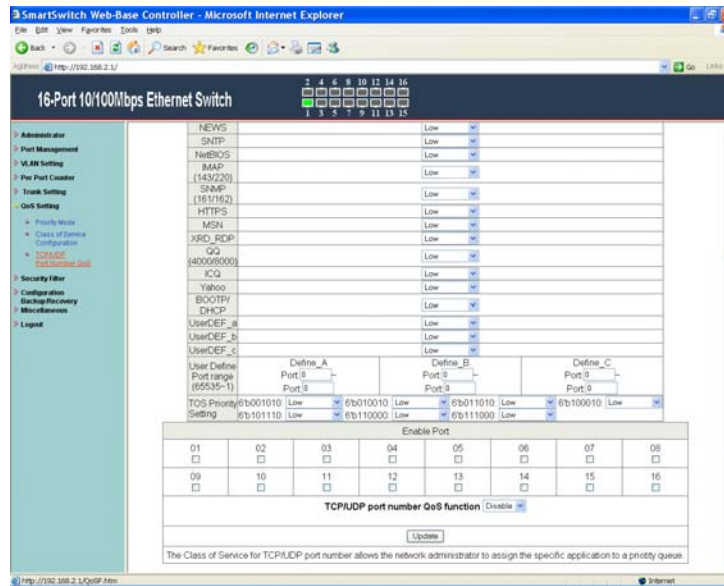 SmartSwitch Web-Base Controller - Microsoft Internet Explorer
File Edit View Favorites Tools Help
Back Search Favorites
Address http://192.168.2.1/ Go Links
16-Port 10/100Mbps Ethernet Switch
2 4 6 8 10 12 14 16
1 3 5 7 9 11 13 15
Administrator
Port Management
VLAN Setting
Per Port Counter
Trunk Setting
QoS Setting
Priority Mode
Class of Service
Configuration
TCP/UDP
Port Number QoS
Security Filter
Configuration
Backup/Recovery
Miscellaneous
Logout
NEWS Low
SNTP Low
NetBIOS Low
IMAP
(143/220) Low
SNMP
(161/162) Low
HTTPS Low
MSN Low
XRD_RDP Low
QQ
(4000/8000) Low
ICQ Low
Yahoo Low
BOOTP/
DHCP Low
UserDEF_a Low
UserDEF_b Low
UserDEF_c Low
User Define
Port range
(65535~1)
Define_A
Port:0 ~
Port:0
Define_B
Port:0 ~
Port:0
Define_C
Port:0 ~
Port:0
TOS Priority
Setting
6'b001010: Low 6'b010010: Low 6'b011010: Low 6'b100010: Low
6'b101110: Low 6'b110000: Low 6'b111000: Low
Enable Port
01 02 03 04 05 06 07 08
09 10 11 12 13 14 15 16
TCP/UDP port number QoS function Disable
Update
The Class of Service for TCP/UDP port number allows the network administrator to assign the specific application to a priotity queue.
http://192.168.2.1/QoSF.htm Internet